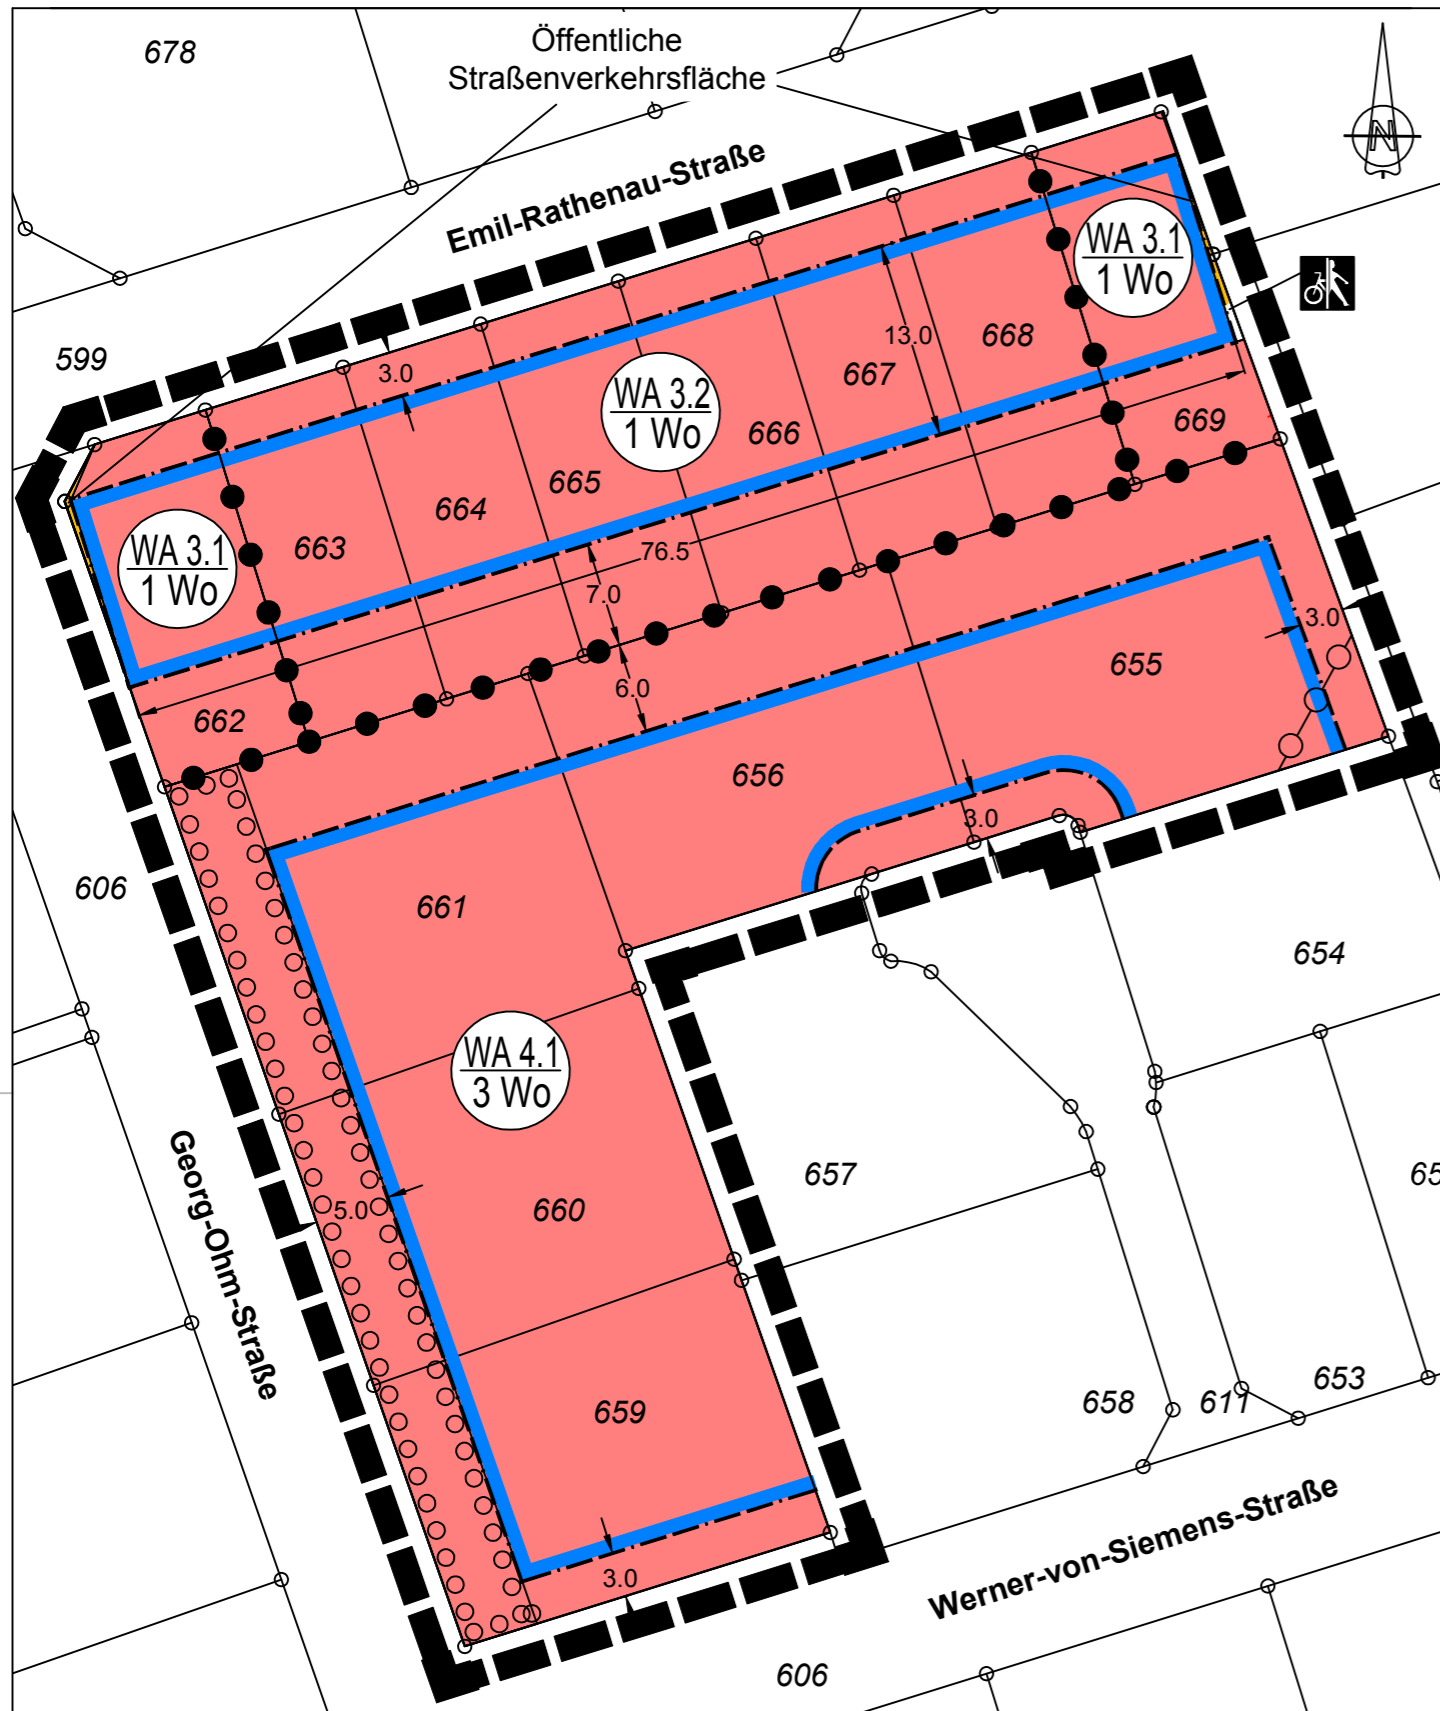 678
Öffentliche
Straßenverkehrsfläche
N
Emil-Rathenau-Straße
WA 3.1
1 Wo
599
3.0
13.0
668
667
WA 3.2
1 Wo
669
666
665
664
663
WA 3.1
1 Wo
76.5
7.0
3.0
655
6.0
662
656
3.0
606
661
654
WA 4.1
3 Wo
657
65
660
5.0
Georg-Ohm-Straße
653
658
611
659
Werner-von-Siemens-Straße
3.0
606